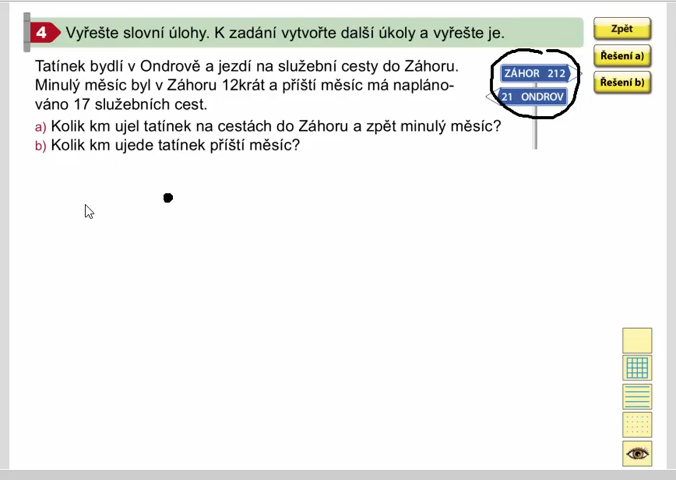 4 Vyřešte slovní úlohy. K zadání vytvořte další úkoly a vyřešte je.
Zpět
Řešení a)
Řešení b)
Tatínek bydlí v Ondrově a jezdí na služební cesty do Záhoru.
Minulý měsíc byl v Záhoru 12krát a příští měsíc má napláno-
váno 17 služebních cest.
ZÁHOR 212
21 ONDROV
a) Kolik km ujel tatínek na cestách do Záhoru a zpět minulý měsíc?
b) Kolik km ujede tatínek příští měsíc?